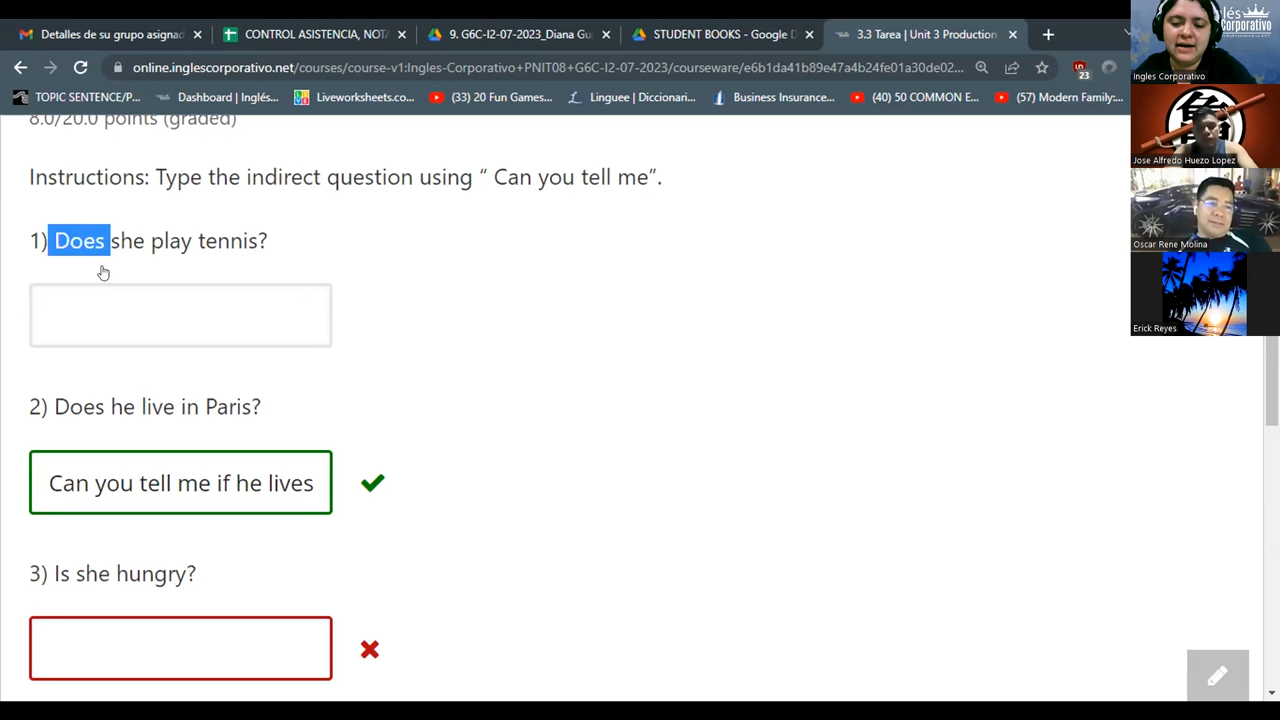 Detalles de su grupo asignad
CONTROL ASISTENCIA, NOT
9. G6C-I2-07-2023_Diana Gu
STUDENT BOOKS - Google D
3.3 Tarea | Unit 3 Production
online.inglescorporativo.net/courses/course-v1:Ingles-Corporativo+PNIT08+G6C-I2-07-2023/courseware/e6b1da41b89e47a4b24fe01a30de02...
23
TOPIC SENTENCE/P...
Dashboard | Inglés...
Liveworksheets.co...
(33) 20 Fun Games...
Linguee | Diccionan...
Business Insurance...
(40) 50 COMMON E...
(57) Modern Family:...
8.0/20.0 points (graded)
Instructions: Type the indirect question using “ Can you tell me”.
1) Does she play tennis?
2) Does he live in Paris?
Can you tell me if he lives
3) Is she hungry?
lés
Corporativo
Ingles Corporativo
Jose Alfredo Huezo Lopez
Oscar Rene Molina
Erick Reyes